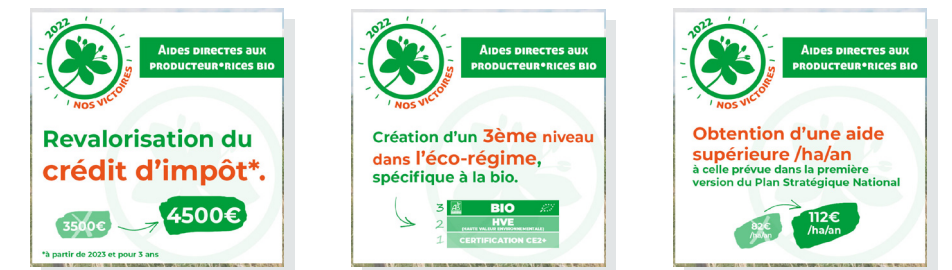 2022
NOS VICTOIRES
AIDES DIRECTES AUX
PRODUCTEUR•RICES BIO
Revalorisation du
crédit d'impôt*.
3500€
4500€
*à partir de 2023 et pour 3 ans
2022
NOS VICTOIRES
AIDES DIRECTES AUX
PRODUCTEUR•RICES BIO
Création d'un 3ème niveau
dans l'éco-régime,
spécifique à la bio.
3 AB BIO
2 HVE
(HAUTE VALEUR ENVIRONNEMENTALE)
1 CERTIFICATION CE2+
2022
NOS VICTOIRES
AIDES DIRECTES AUX
PRODUCTEUR•RICES BIO
Obtention d'une aide
supérieure /ha/an
à celle prévue dans la première
version du Plan Stratégique National
82€
/ha/an
112€
/ha/an